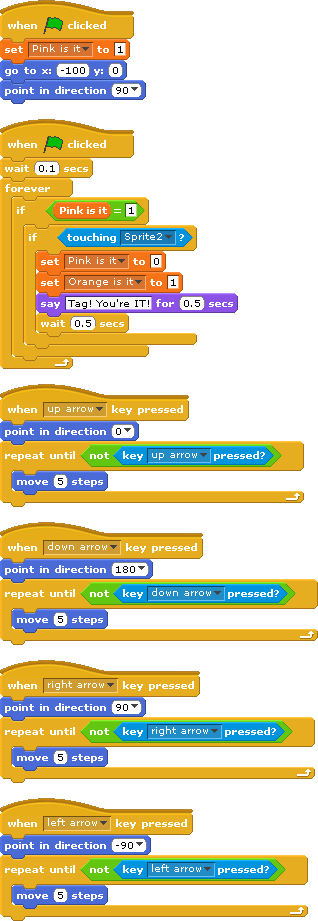 when clicked
set Pink is it to 1
go to x: -100 y: 0
point in direction 90
when clicked
wait 0.1 secs
forever
if Pink is it = 1
if touching Sprite2 ?
set Pink is it to 0
set Orange is it to 1
say Tag! You're IT! for 0.5 secs
wait 0.5 secs
when up arrow key pressed
point in direction 0
repeat until not key up arrow pressed?
move 5 steps
when down arrow key pressed
point in direction 180
repeat until not key down arrow pressed?
move 5 steps
when right arrow key pressed
point in direction 90
repeat until not key right arrow pressed?
move 5 steps
when left arrow key pressed
point in direction -90
repeat until not key left arrow pressed?
move 5 steps